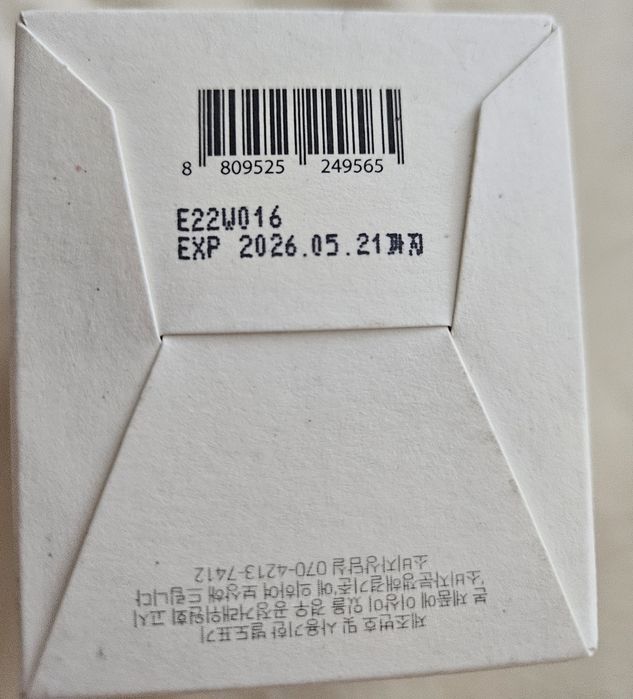 8 809525 249565
E22W016
EXP 2026.05.21까지
제조번호 및 사용기한 별도표기
본 제품에 이상이 있을 경우 공정거래위원회 고시
'소비자분쟁해결기준'에 의하여 보상해 드립니다
소비자상담실 070-4213-7412